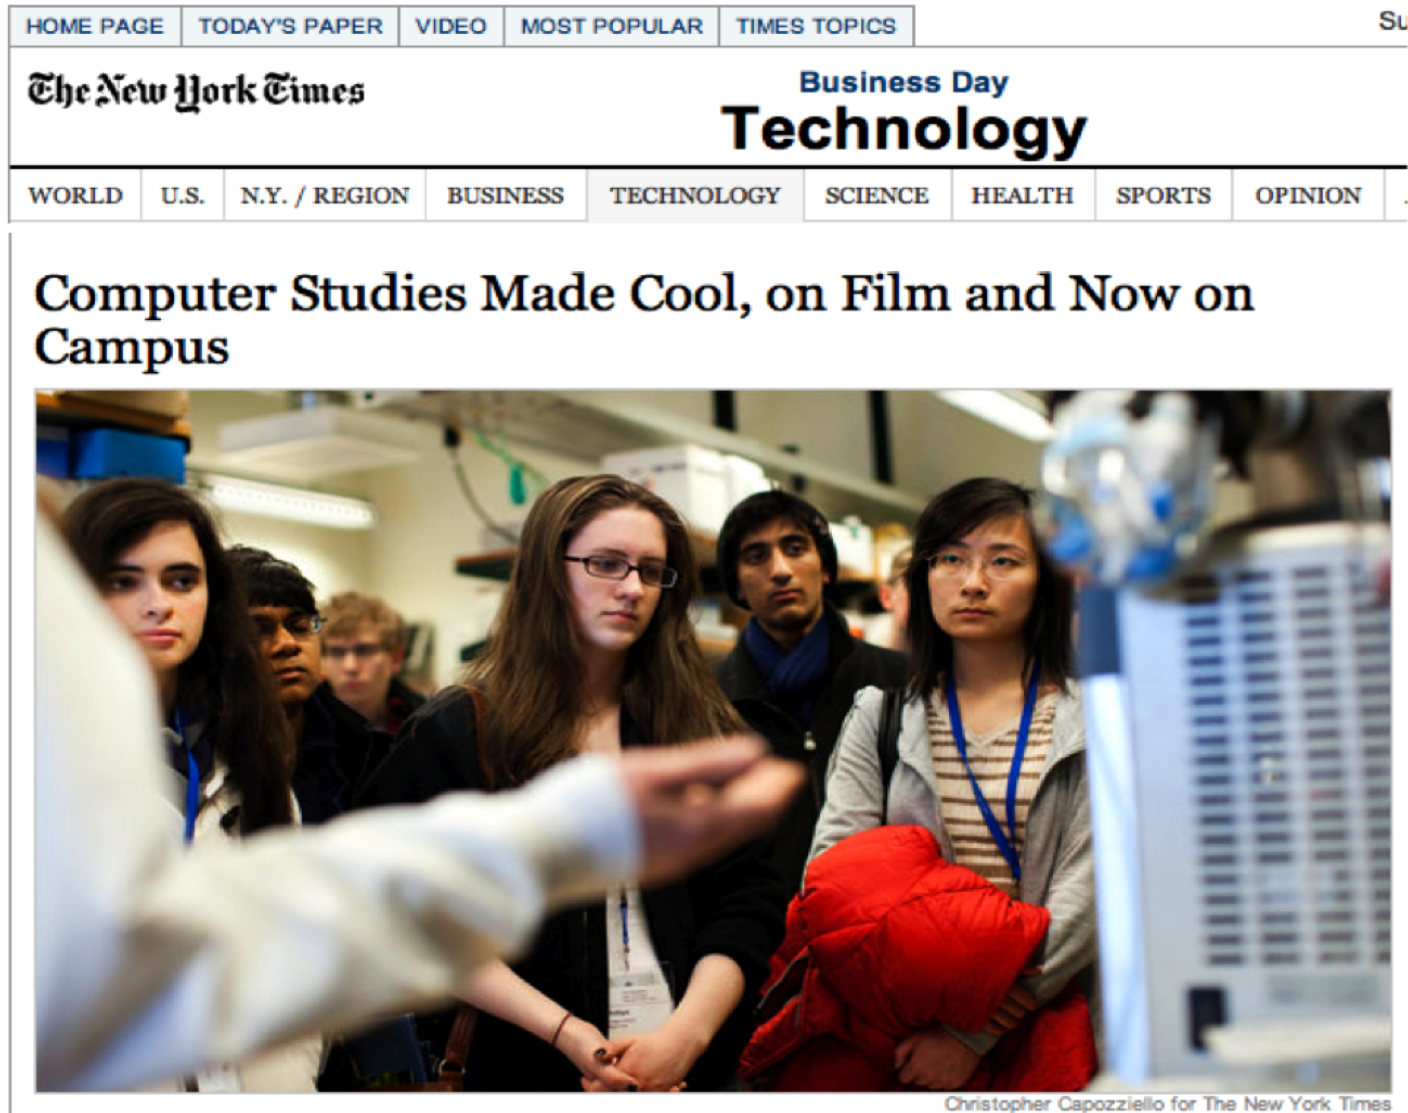 HOME PAGE TODAY'S PAPER VIDEO MOST POPULAR TIMES TOPICS
The New York Times
Business Day
Technology
WORLD U.S. N.Y. / REGION BUSINESS TECHNOLOGY SCIENCE HEALTH SPORTS OPINION
Computer Studies Made Cool, on Film and Now on
Campus
Christopher Capozziello for The New York Times